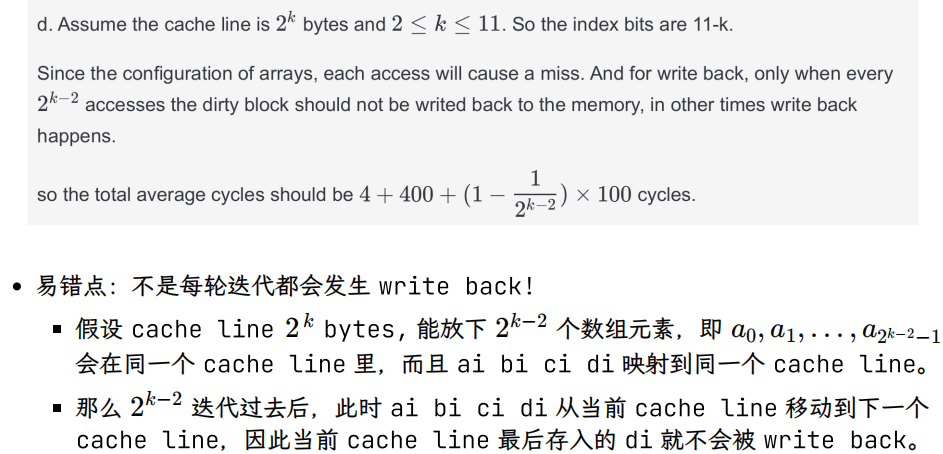 d. Assume the cache line is $2^k$ bytes and $2 \leq k \leq 11$. So the index bits are 11-k.
Since the configuration of arrays, each access will cause a miss. And for write back, only when every
$2^{k-2}$ accesses the dirty block should not be writed back to the memory, in other times write back
happens.
so the total average cycles should be $4 + 400 + (1 - \frac{1}{2^{k-2}}) \times 100$ cycles.
• 易错点：不是每轮迭代都会发生 write back!
▪ 假设 cache line $2^k$ bytes, 能放下 $2^{k-2}$ 个数组元素，即 $a_0, a_1, \ldots, a_{2^{k-2}-1}$
会在同一个 cache line 里，而且 ai bi ci di 映射到同一个 cache line。
▪ 那么 $2^{k-2}$ 迭代过去后，此时 ai bi ci di 从当前 cache line 移动到下一个
cache line，因此当前 cache line 最后存入的 di 就不会被 write back。